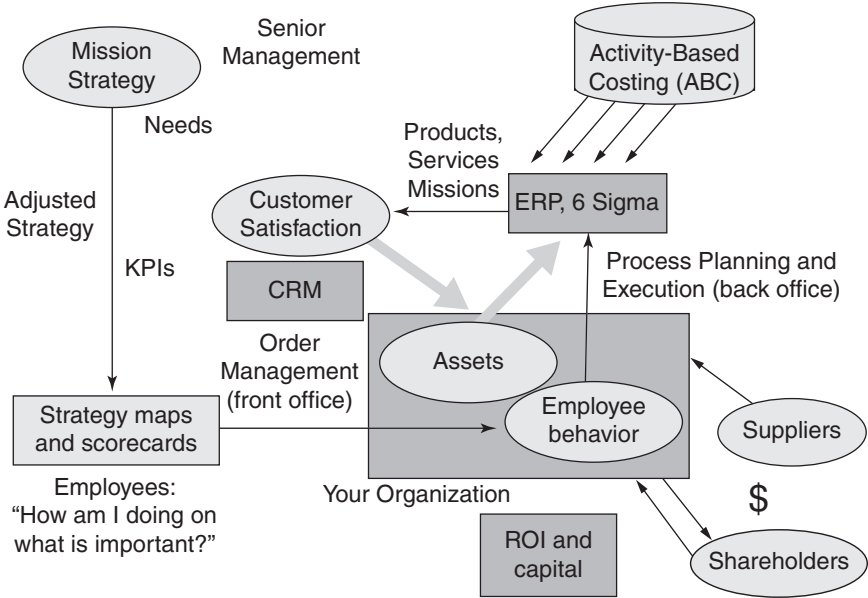 Mission
Strategy
Senior
Management
Activity-Based
Costing (ABC)
Needs
Products,
Services
Missions
ERP, 6 Sigma
Customer
Satisfaction
Adjusted
Strategy
KPIs
CRM
Process Planning and
Execution (back office)
Order
Management
(front office)
Assets
Strategy maps
and scorecards
Employee
behavior
Suppliers
Employees:
“How am I doing on
what is important?”
Your Organization
$
ROI and
capital
Shareholders